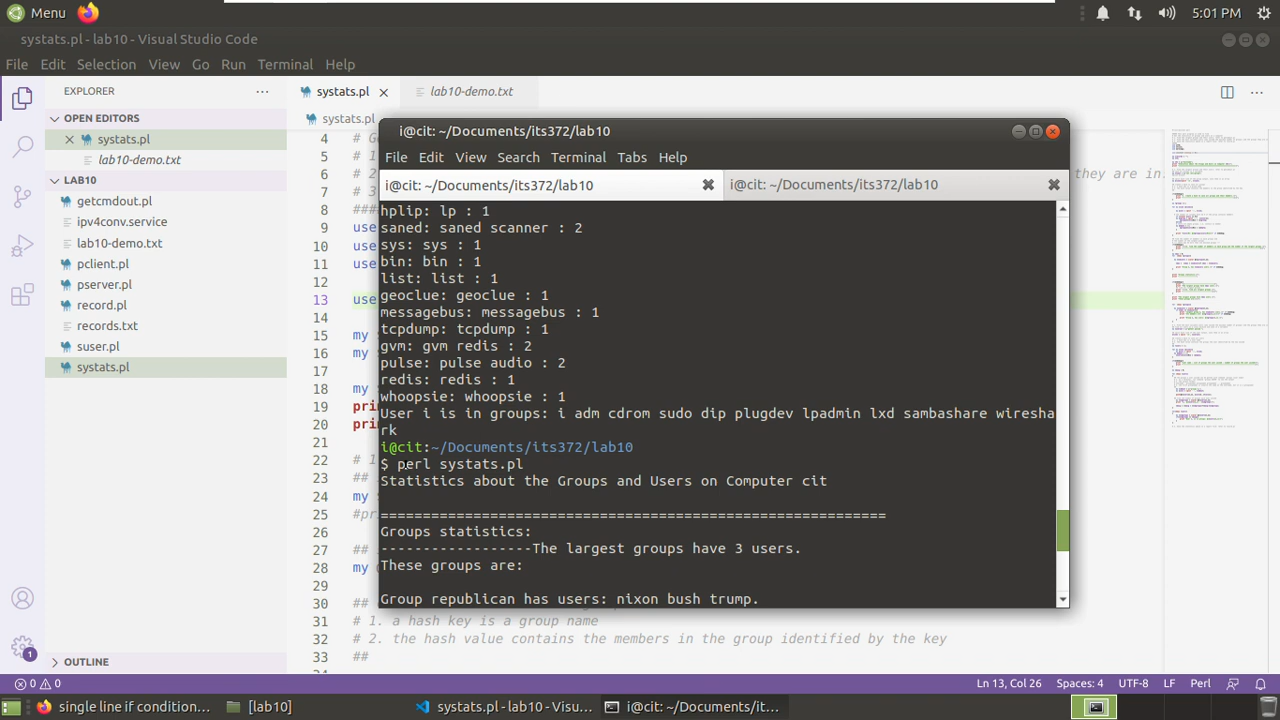 Menu
5:01 PM
systats.pl - lab10 - Visual Studio Code
File Edit Selection View Go Run Terminal Help
EXPLORER
OPEN EDITORS
systats.pl
lab10-demo.txt
LAB10
getcmdout.pl
ipv4conv.service
lab10-demo.txt
pclient.pl
pserver.pl
record.pl
records.txt
suser.pl
systats.pl
OUTLINE
systats.pl
lab10-demo.txt
systats.pl
4
5 # 1
6 # 2 they are in.
7 # 3
8
9 use
10 use
11 use
12
13 use
14
15 my
16 my
17
18 my
19 pri
20 pri
21
22 # 1
23 ##
24 my
25 #pr
26
27 ##
28 my
29
30 ##
31 # 1. a hash key is a group name
32 # 2. the hash value contains the members in the group identified by the key
33 ##
i@cit: ~/Documents/its372/lab10
File Edit View Search Terminal Tabs Help
i@cit: ~/Documents/its372/lab10
i@cit: ~/Documents/its372/lab10
hplip: lp : 1
saned: saned scanner : 2
sys: sys : 1
bin: bin : 1
list: list : 1
geoclue: geoclue : 1
messagebus: messagebus : 1
tcpdump: tcpdump : 1
gvm: gvm redis : 2
pulse: pulse audio : 2
redis: redis : 1
whoopsie: whoopsie : 1
User i is in groups: i adm cdrom sudo dip plugdev lpadmin lxd sambashare wiresha
rk
i@cit:~/Documents/its372/lab10
$ perl systats.pl
Statistics about the Groups and Users on Computer cit
============================================================
Groups statistics:
------------------The largest groups have 3 users.
These groups are:
Group republican has users: nixon bush trump.
0 0
Ln 13, Col 26
Spaces: 4
UTF-8
LF
Perl
1
single line if condition...
[lab10]
systats.pl - lab10 - Visu...
i@cit: ~/Documents/it...